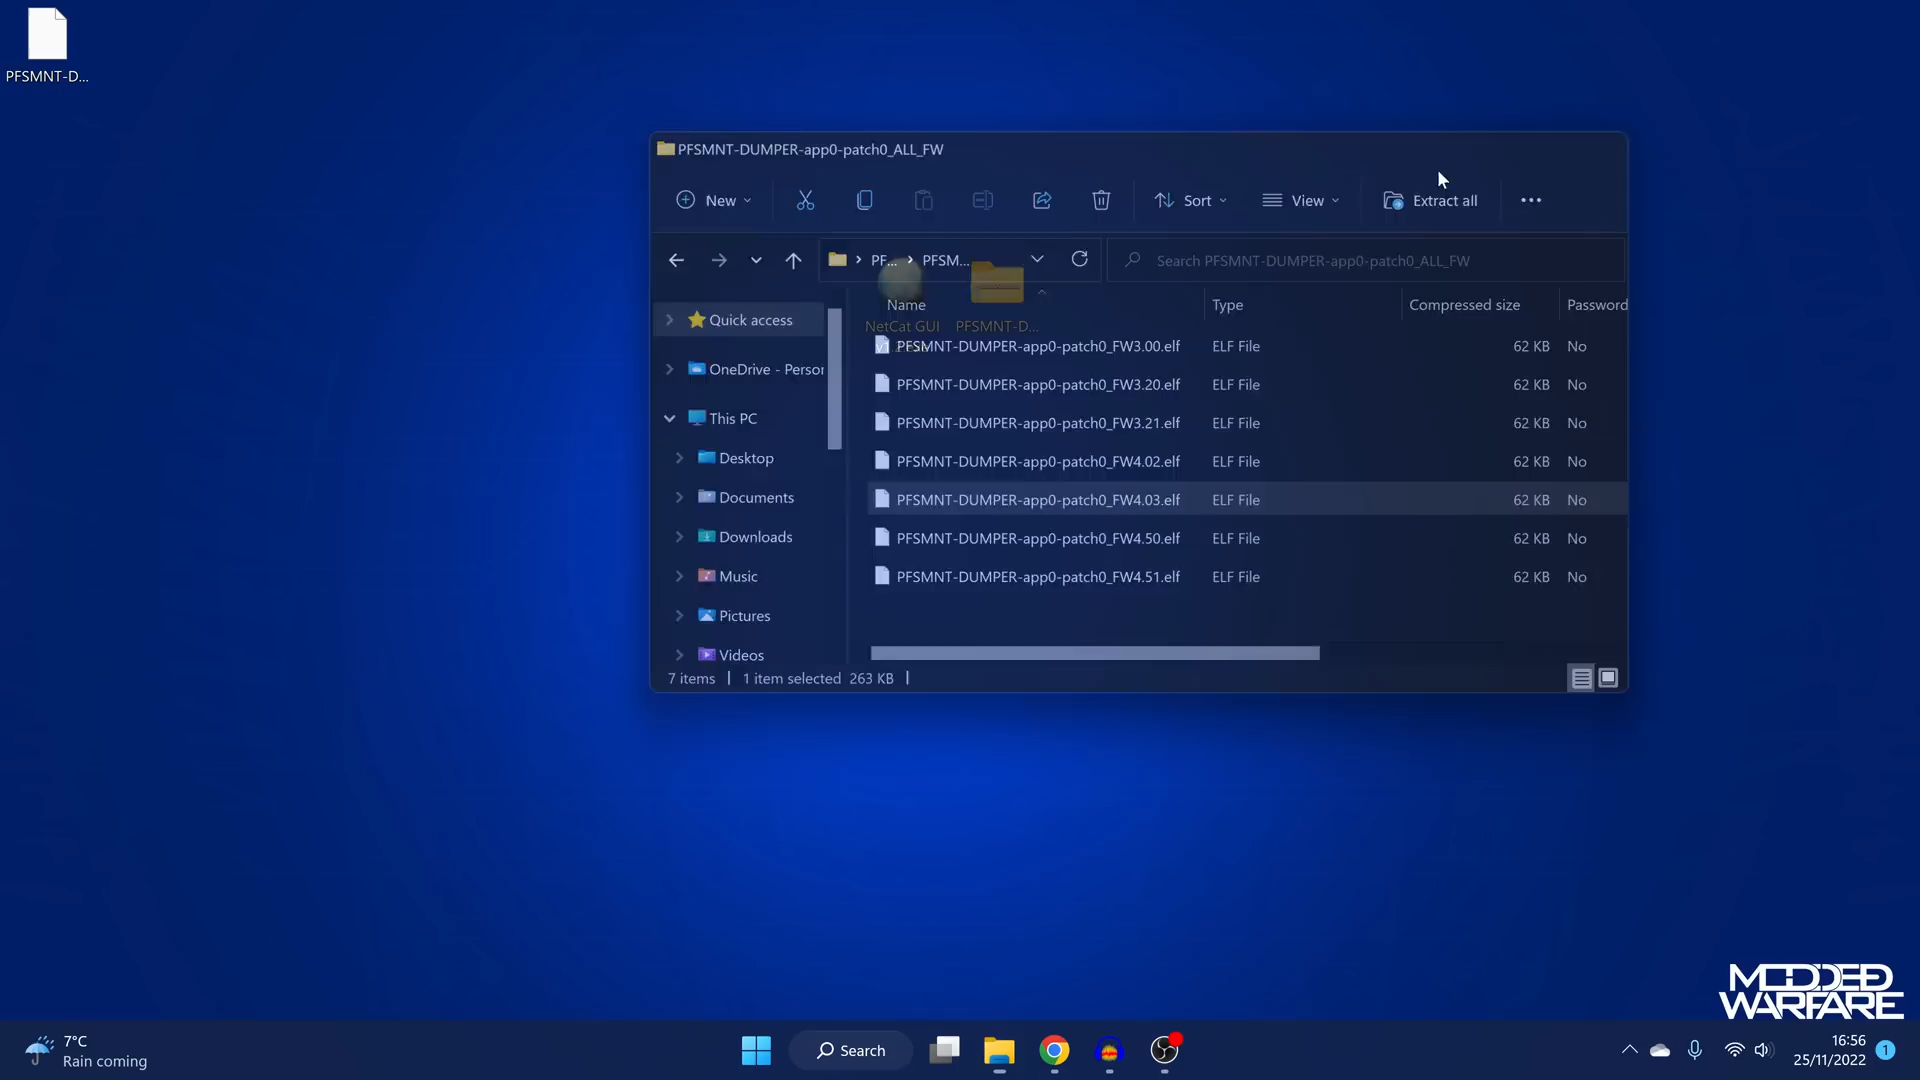 PFSMNT-D...
PFSMNT-DUMPER-app0-patch0_ALL_FW
New
Sort
View
Extract all
PF...
PFSM...
Search PFSMNT-DUMPER-app0-patch0_ALL_FW
Name
Type
Compressed size
Password
NetCat GUI
PFSMNT-D...
Quick access
OneDrive - Person
This PC
Desktop
Documents
Downloads
Music
Pictures
Videos
PFSMNT-DUMPER-app0-patch0_FW3.00.elf ELF File 62 KB No
PFSMNT-DUMPER-app0-patch0_FW3.20.elf ELF File 62 KB No
PFSMNT-DUMPER-app0-patch0_FW3.21.elf ELF File 62 KB No
PFSMNT-DUMPER-app0-patch0_FW4.02.elf ELF File 62 KB No
PFSMNT-DUMPER-app0-patch0_FW4.03.elf ELF File 62 KB No
PFSMNT-DUMPER-app0-patch0_FW4.50.elf ELF File 62 KB No
PFSMNT-DUMPER-app0-patch0_FW4.51.elf ELF File 62 KB No
7 items 1 item selected 263 KB
MODDED
WARFARE
7°C
Rain coming
Search
16:56
25/11/2022
1